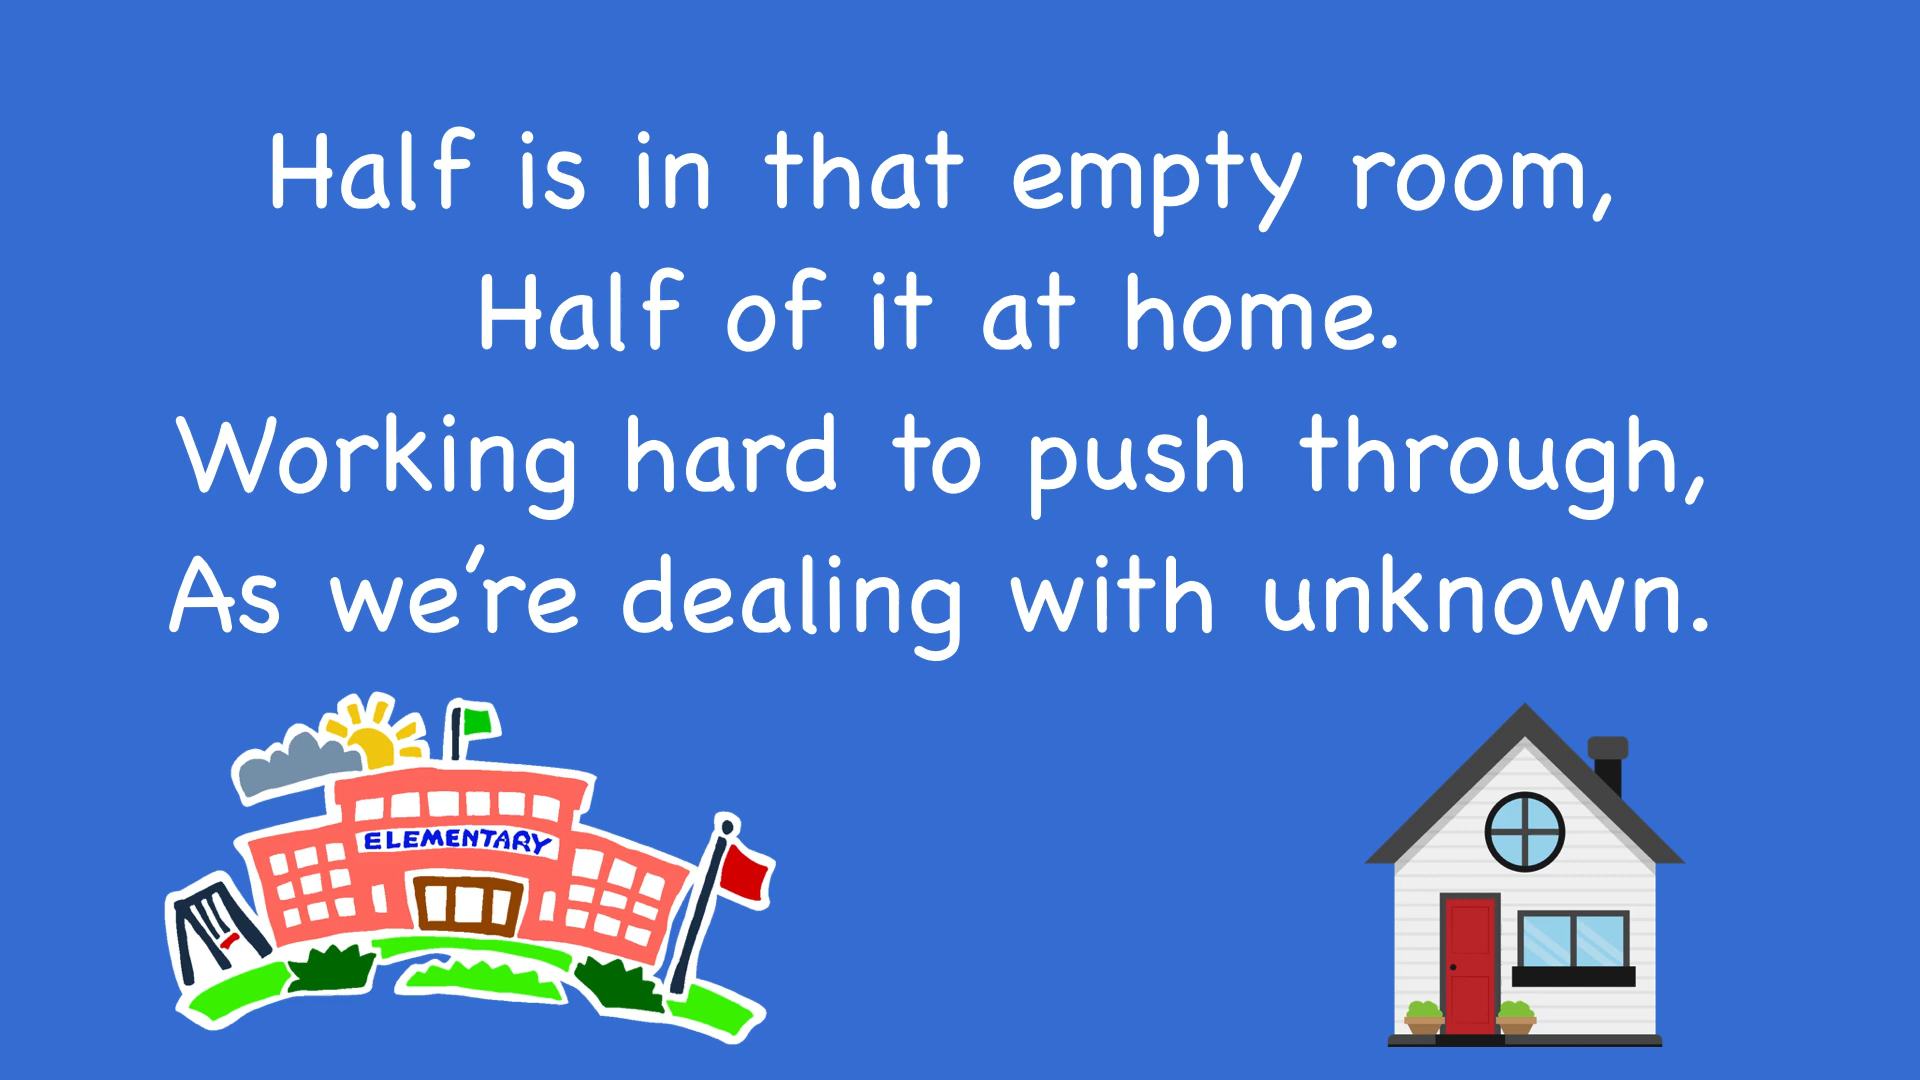 Half is in that empty room,
Half of it at home.
Working hard to push through,
As we're dealing with unknown.
ELEMENTARY